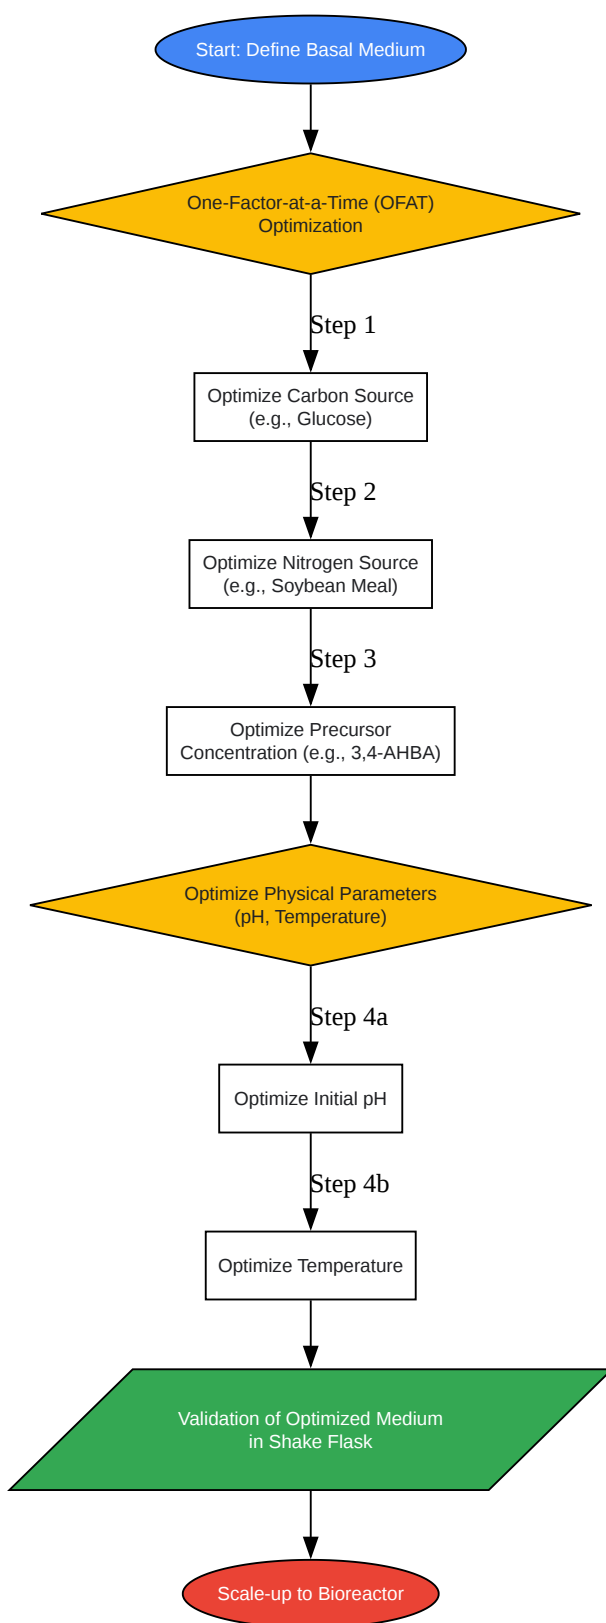 Start: Define Basal Medium
One-Factor-at-a-Time (OFAT)
Optimization
Step 1
Optimize Carbon Source
(e.g., Glucose)
Step 2
Optimize Nitrogen Source
(e.g., Soybean Meal)
Step 3
Optimize Precursor
Concentration (e.g., 3,4-AHBA)
Optimize Physical Parameters
(pH, Temperature)
Step 4a
Optimize Initial pH
Step 4b
Optimize Temperature
Validation of Optimized Medium
in Shake Flask
Scale-up to Bioreactor